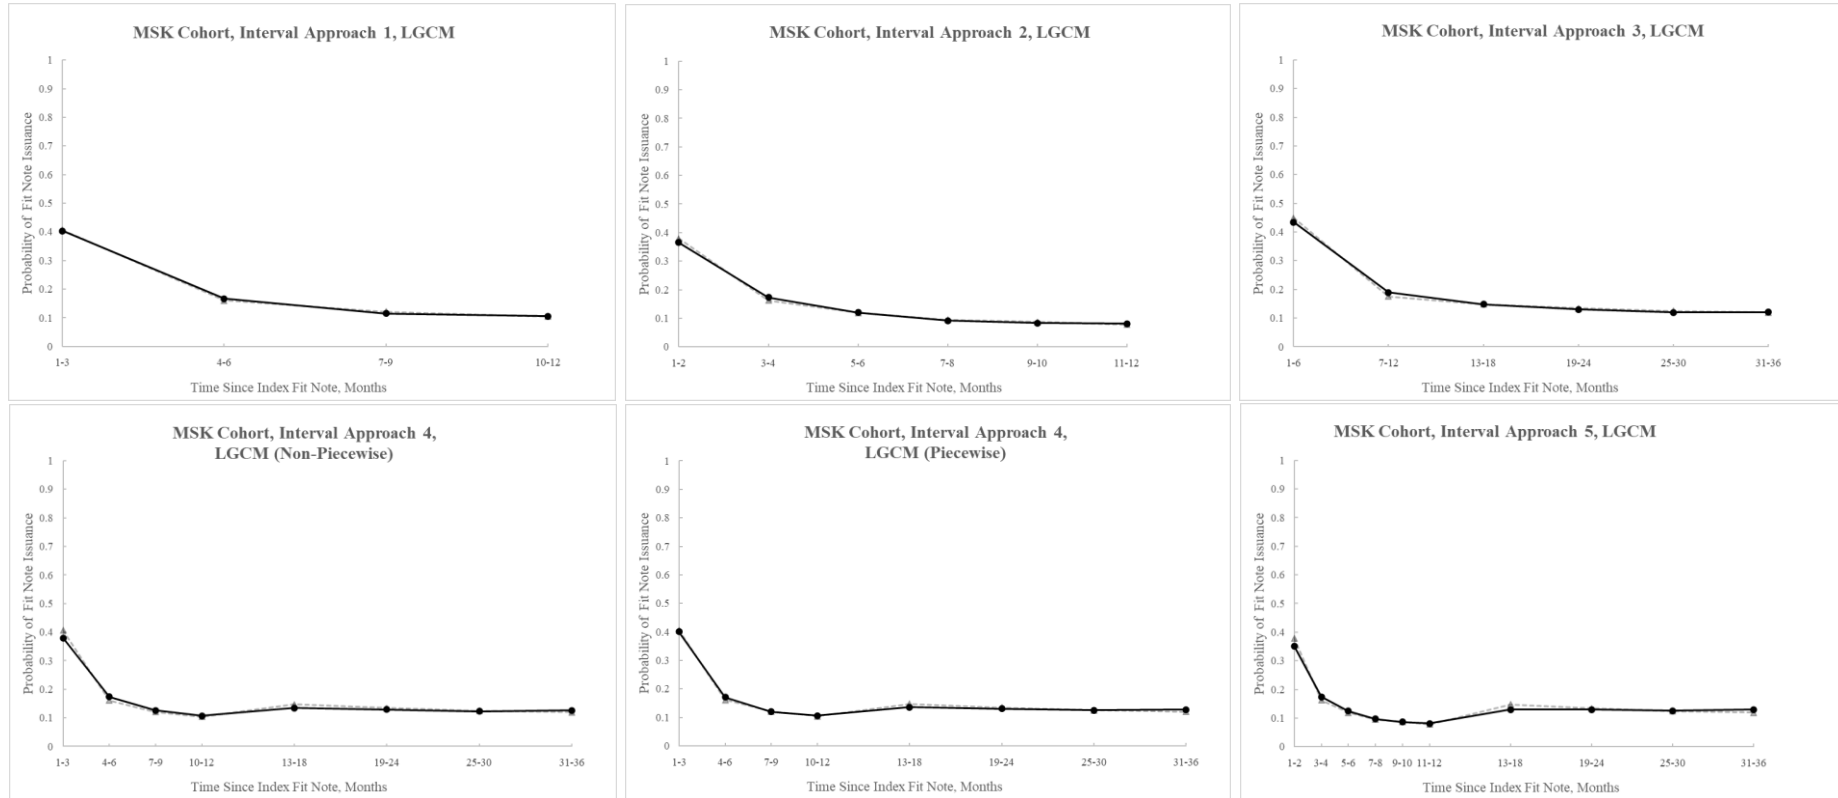 MSK Cohort, Interval Approach 1, LGCM
Probability of Fit Note Issuance
1
0.9
0.8
0.7
0.6
0.5
0.4
0.3
0.2
0.1
0
1-3 4-6 7-9 10-12
Time Since Index Fit Note, Months
MSK Cohort, Interval Approach 2, LGCM
Probability of Fit Note Issuance
1
0.9
0.8
0.7
0.6
0.5
0.4
0.3
0.2
0.1
0
1-2 3-4 5-6 7-8 9-10 11-12
Time Since Index Fit Note, Months
MSK Cohort, Interval Approach 3, LGCM
Probability of Fit Note Issuance
1
0.9
0.8
0.7
0.6
0.5
0.4
0.3
0.2
0.1
0
1-6 7-12 13-18 19-24 25-30 31-36
Time Since Index Fit Note, Months
MSK Cohort, Interval Approach 4,
LGCM (Non-Piecewise)
Probability of Fit Note Issuance
1
0.9
0.8
0.7
0.6
0.5
0.4
0.3
0.2
0.1
0
1-3 4-6 7-9 10-12 13-18 19-24 25-30 31-36
Time Since Index Fit Note, Months
MSK Cohort, Interval Approach 4,
LGCM (Piecewise)
Probability of Fit Note Issuance
1
0.9
0.8
0.7
0.6
0.5
0.4
0.3
0.2
0.1
0
1-3 4-6 7-9 10-12 13-18 19-24 25-30 31-36
Time Since Index Fit Note, Months
MSK Cohort, Interval Approach 5, LGCM
Probability of Fit Note Issuance
1
0.9
0.8
0.7
0.6
0.5
0.4
0.3
0.2
0.1
0
1-2 3-4 5-6 7-8 9-10 11-12 13-18 19-24 25-30 31-36
Time Since Index Fit Note, Months